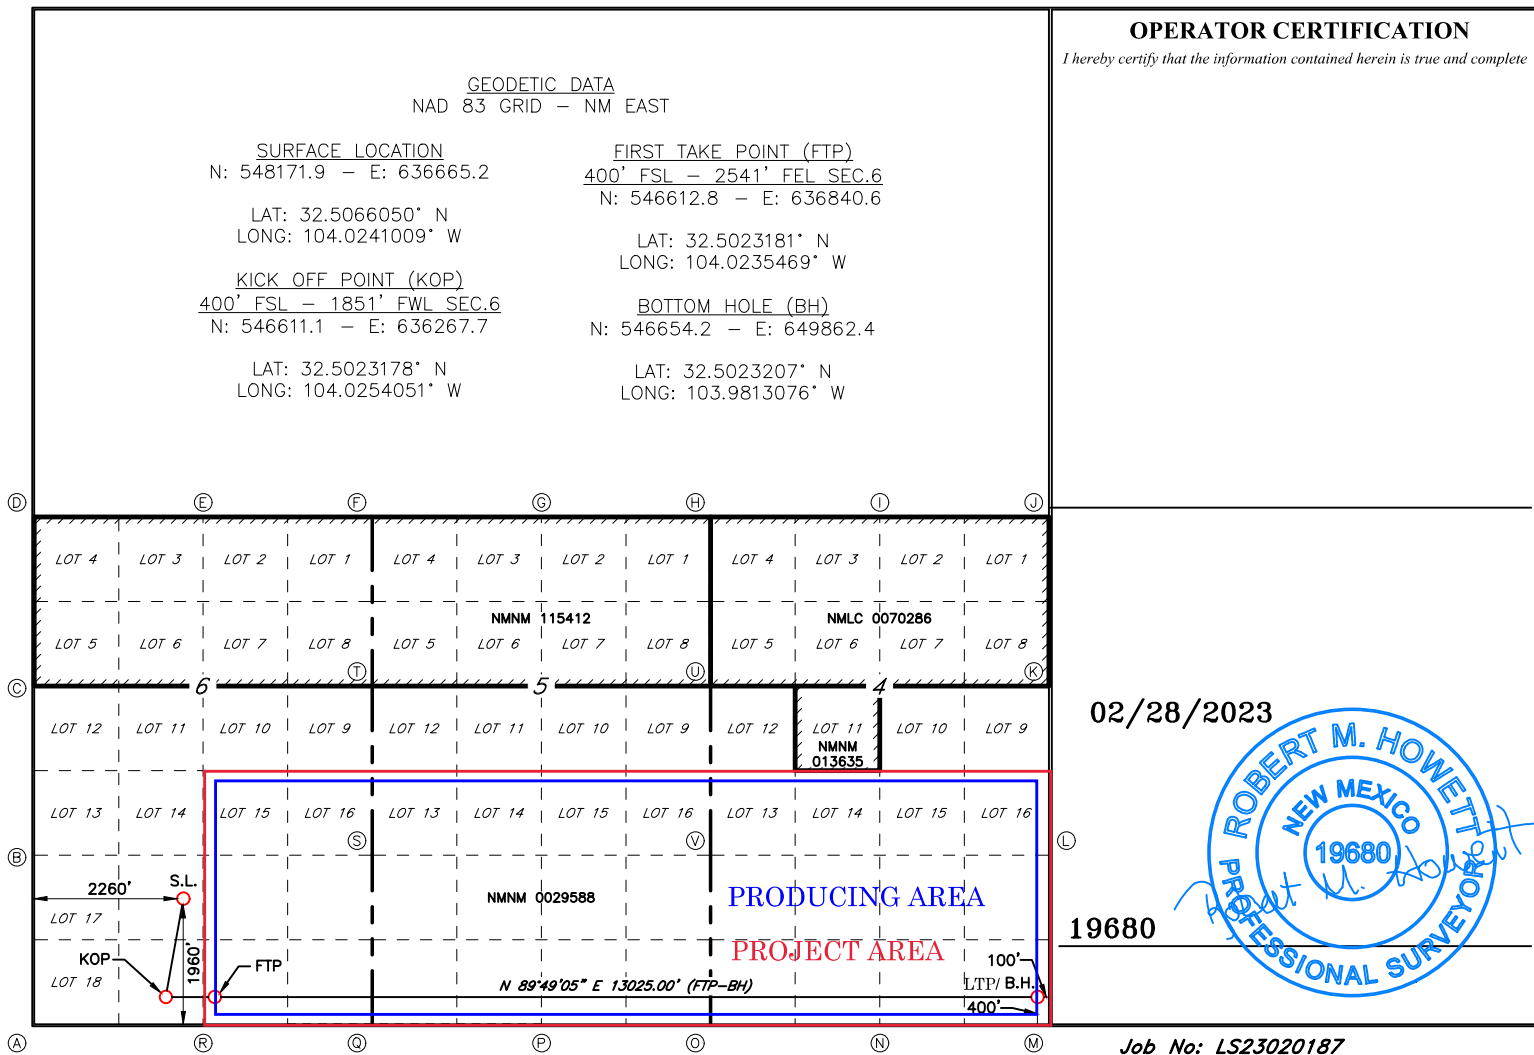 OPERATOR CERTIFICATION
I hereby certify that the information contained herein is true and complete
GEODETIC DATA
NAD 83 GRID – NM EAST
SURFACE LOCATION
N: 548171.9 – E: 636665.2
LAT: 32.5066050° N
LONG: 104.0241009° W
KICK OFF POINT (KOP)
400' FSL – 1851' FWL SEC.6
N: 546611.1 – E: 636267.7
LAT: 32.5023178° N
LONG: 104.0254051° W
FIRST TAKE POINT (FTP)
400' FSL – 2541' FEL SEC.6
N: 546612.8 – E: 636840.6
LAT: 32.5023181° N
LONG: 104.0235469° W
BOTTOM HOLE (BH)
N: 546654.2 – E: 649862.4
LAT: 32.5023207° N
LONG: 103.9813076° W
D E F G H I J
LOT 4 LOT 3 LOT 2 LOT 1 LOT 4 LOT 3 LOT 2 LOT 1 LOT 4 LOT 3 LOT 2 LOT 1
NMNM 115412 NMLC 0070286
LOT 5 LOT 6 LOT 7 LOT 8 LOT 5 LOT 6 LOT 7 LOT 8 LOT 5 LOT 6 LOT 7 LOT 8
T U K
C 6 5 4
LOT 12 LOT 11 LOT 10 LOT 9 LOT 12 LOT 11 LOT 10 LOT 9 LOT 12 LOT 11 LOT 10 LOT 9
NMNM
013635
LOT 13 LOT 14 LOT 15 LOT 16 LOT 13 LOT 14 LOT 15 LOT 16 LOT 13 LOT 14 LOT 15 LOT 16
B S V L
2260' S.L.
NMNM 0029588 PRODUCING AREA
LOT 17
PROJECT AREA
KOP 1960' FTP 100'
LOT 18 N 89°49'05" E 13025.00' (FTP–BH) LTP/ B.H.
400'
A R Q P O N M
02/28/2023
19680
ROBERT M. HOWETT
NEW MEXICO
19680
PROFESSIONAL SURVEYOR
Robert M. Howett
Job No: LS23020187